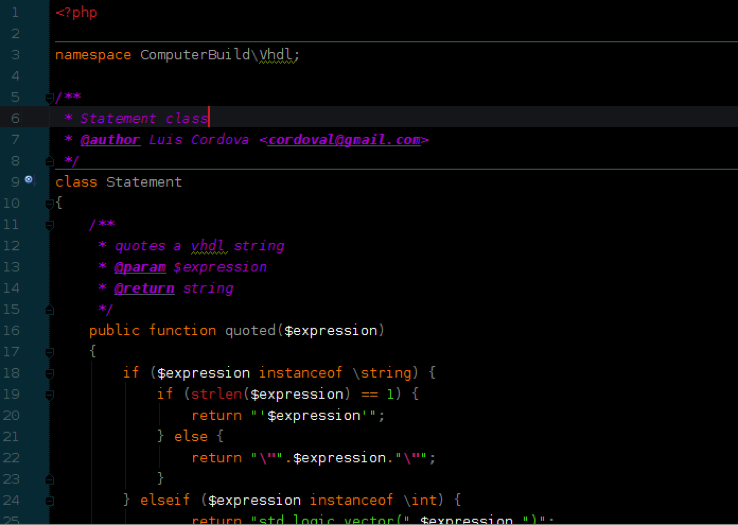 1 <?php
2
3 namespace ComputerBuild\Vhdl;
4
5 /**
6  * Statement class
7  * @author Luis Cordova <cordoval@gmail.com>
8  */
9 class Statement
10 {
11     /**
12      * quotes a vhdl string
13      * @param $expression
14      * @return string
15      */
16     public function quoted($expression)
17     {
18         if ($expression instanceof \string) {
19             if (strlen($expression) == 1) {
20                 return "'$expression'";
21             } else {
22                 return "\"".$expression."\"";
23             }
24         } elseif ($expression instanceof \int) {
25             return "std_logic_vector(".$expression.")";